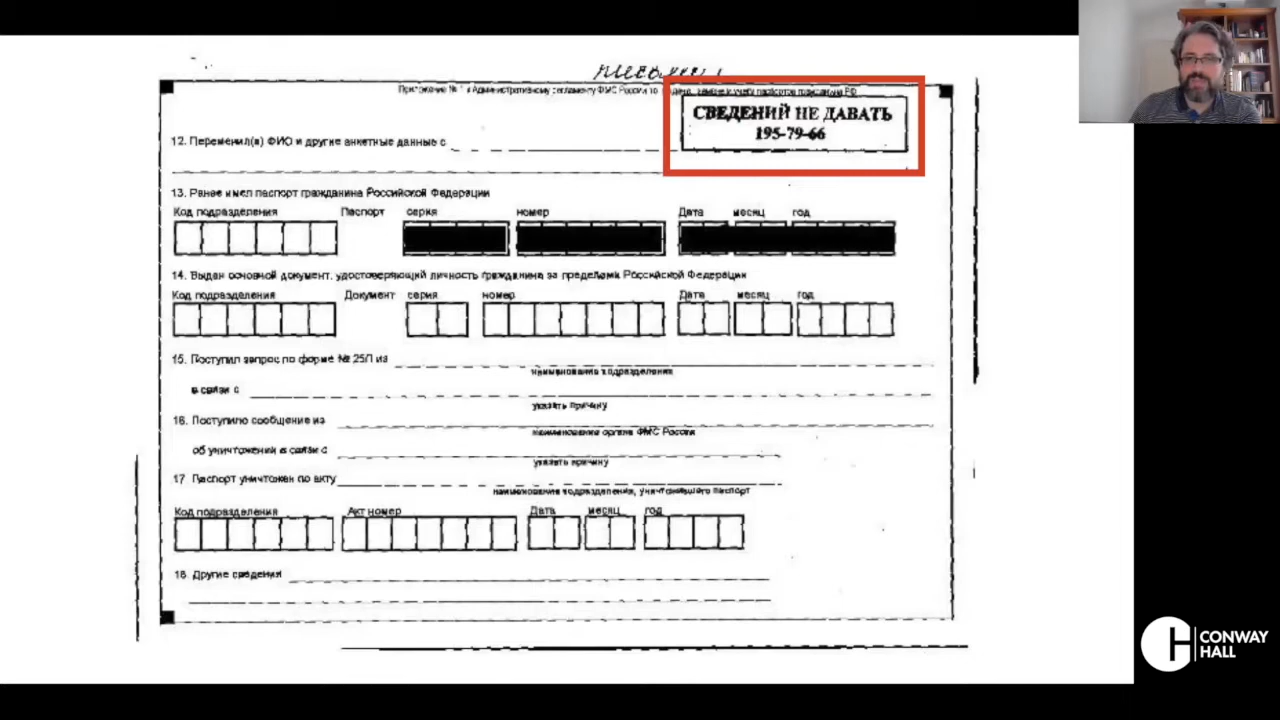 Приложение № 1 к Административному регламенту ФМС России по
учету паспортов гражданина РФ
СВЕДЕНИЙ НЕ ДАВАТЬ
195-79-66
12. Переменил(а) ФИО и другие анкетные данные с
13. Ранее имел паспорт гражданина Российской Федерации
Код подразделения Паспорт серия номер Дата месяц год
14. Выдан основной документ, удостоверяющий личность гражданина за пределами Российской Федерации
Код подразделения Документ серия номер Дата месяц год
15. Поступил запрос по форме № 25П из
наименование подразделения
в связи с
указать причину
16. Поступило сообщение из
наименование органа ФМС России
об уничтожении в связи с
указать причину
17 Паспорт уничтожен по акту
наименование подразделения, уничтожившего паспорт
Код подразделения Акт номер Дата месяц год
18. Другие сведения
CONWAY
HALL